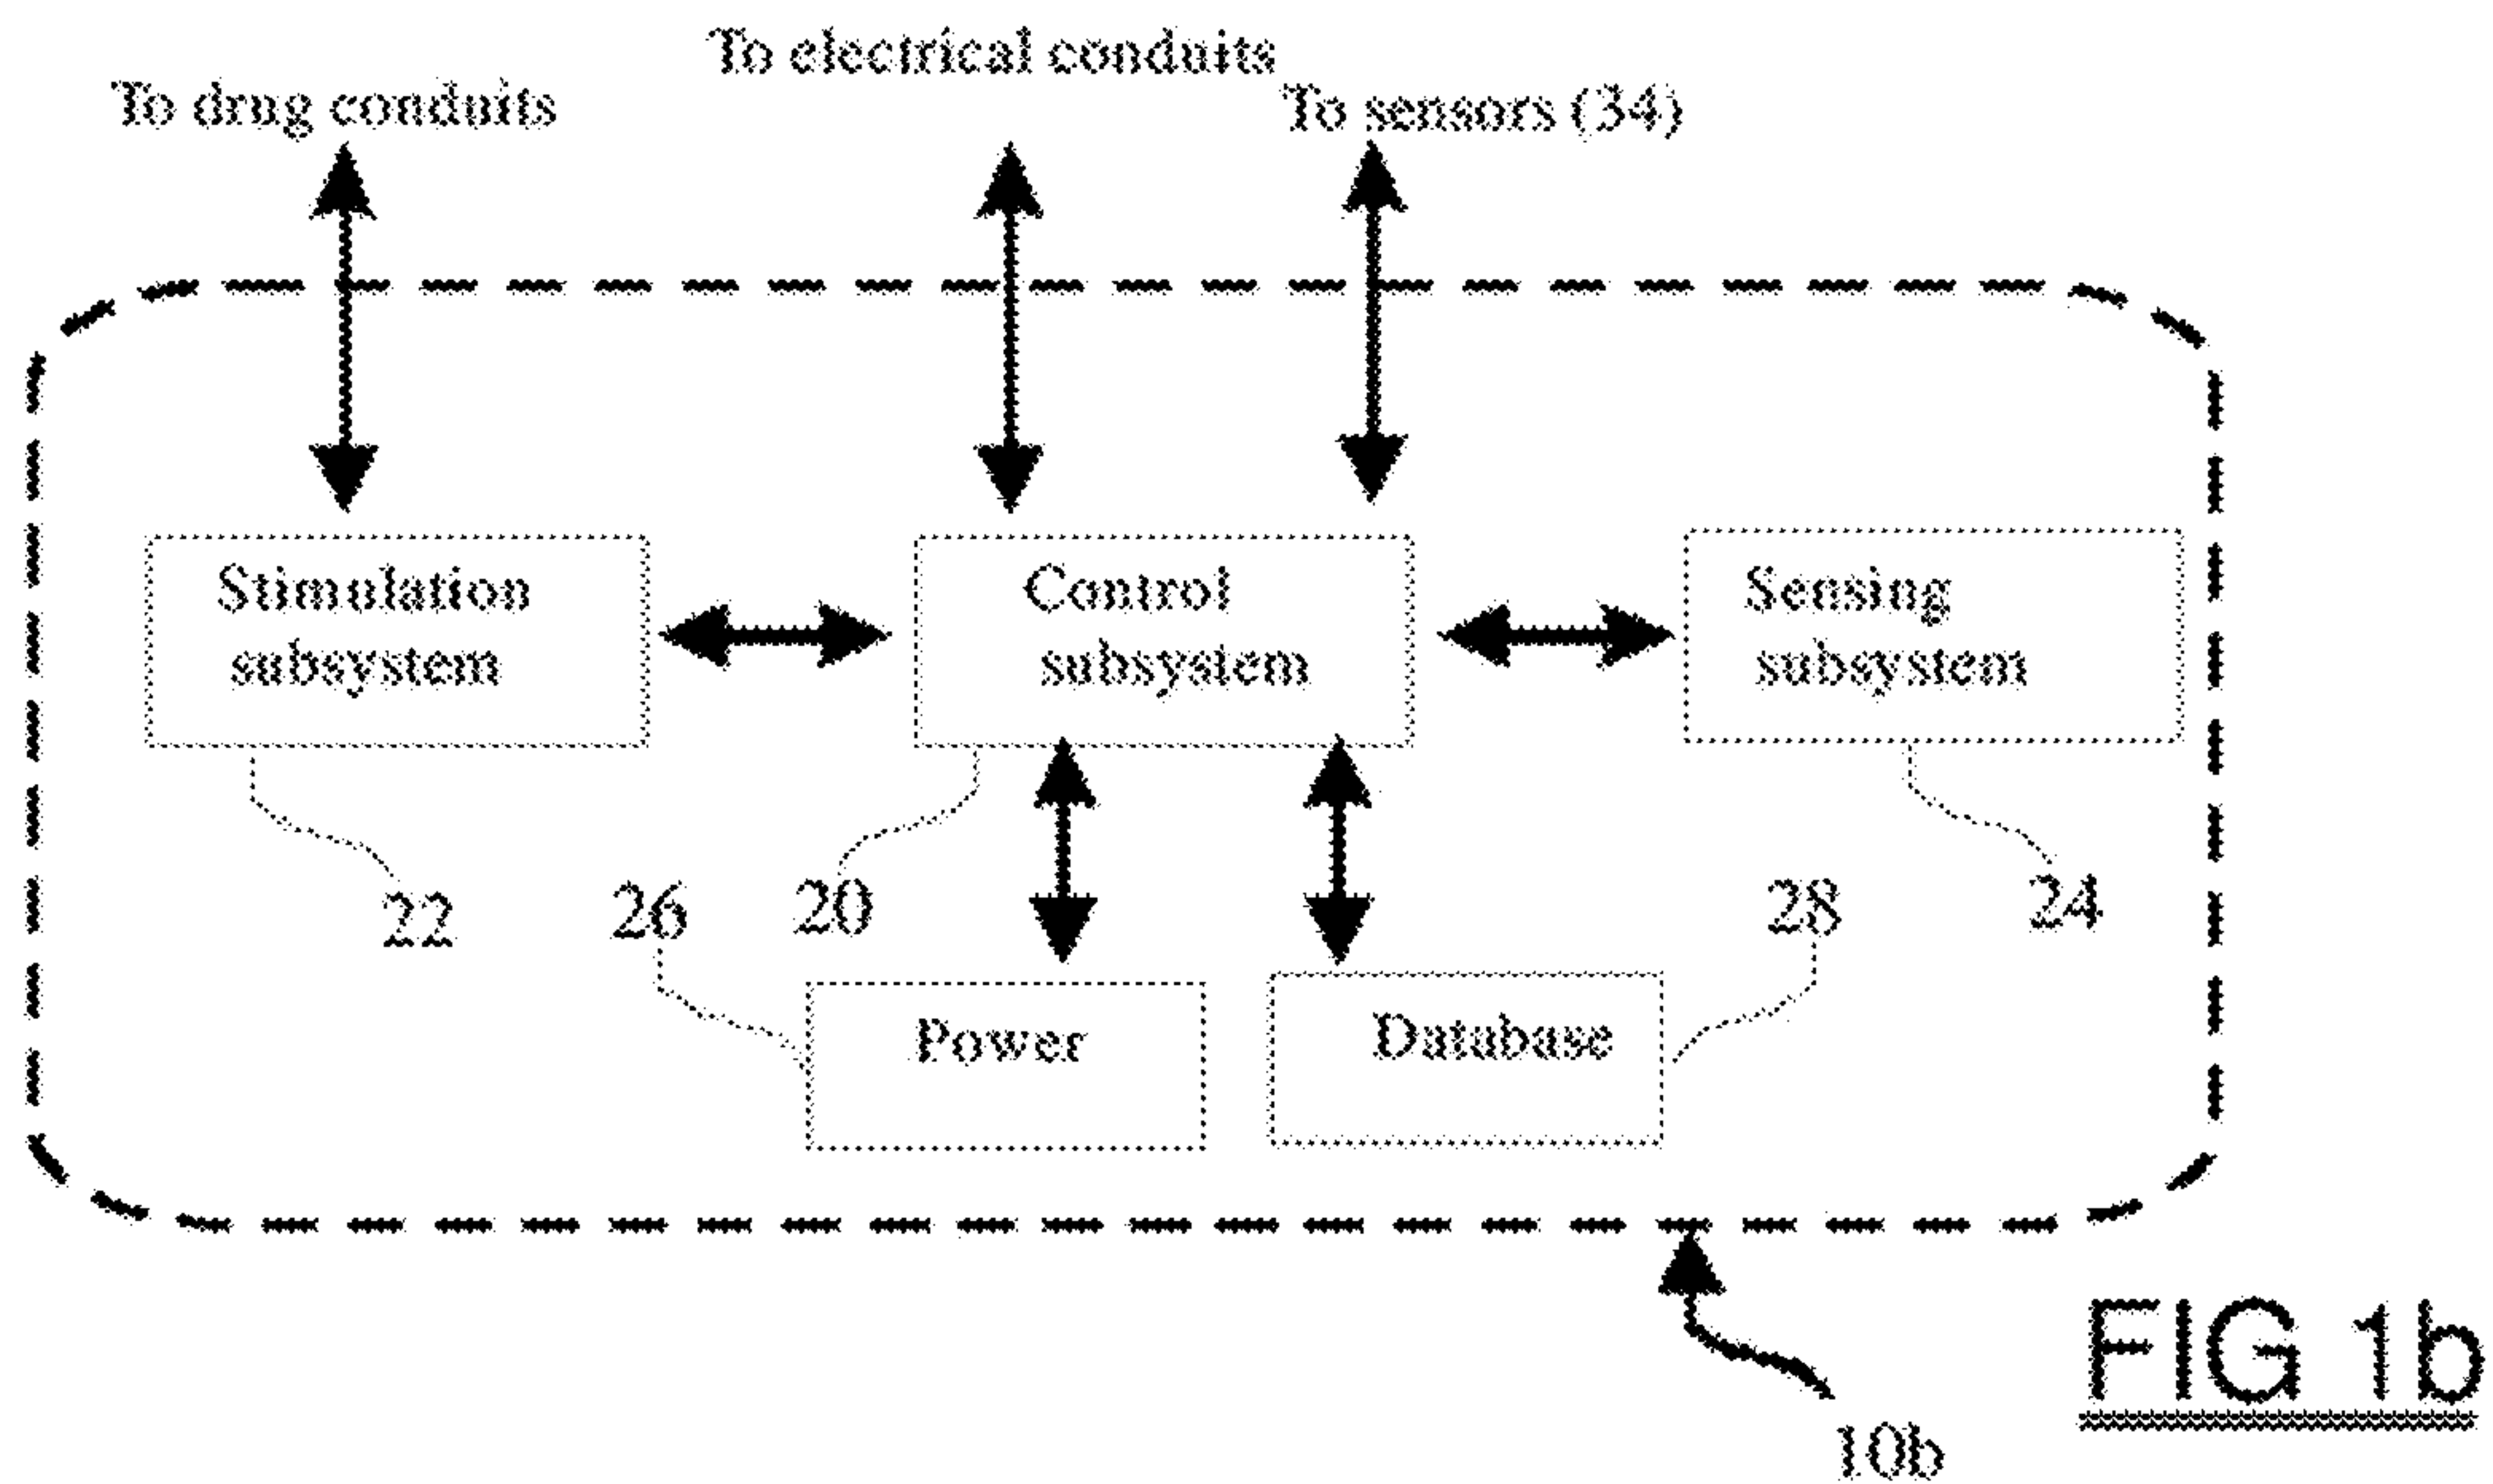 To electrical conduits
To drug conduits
To sensors (34)
Stimulation
subsystem
Control
subsystem
Sensing
subsystem
22
26
20
28
24
Power
Database
10b
FIG 1b